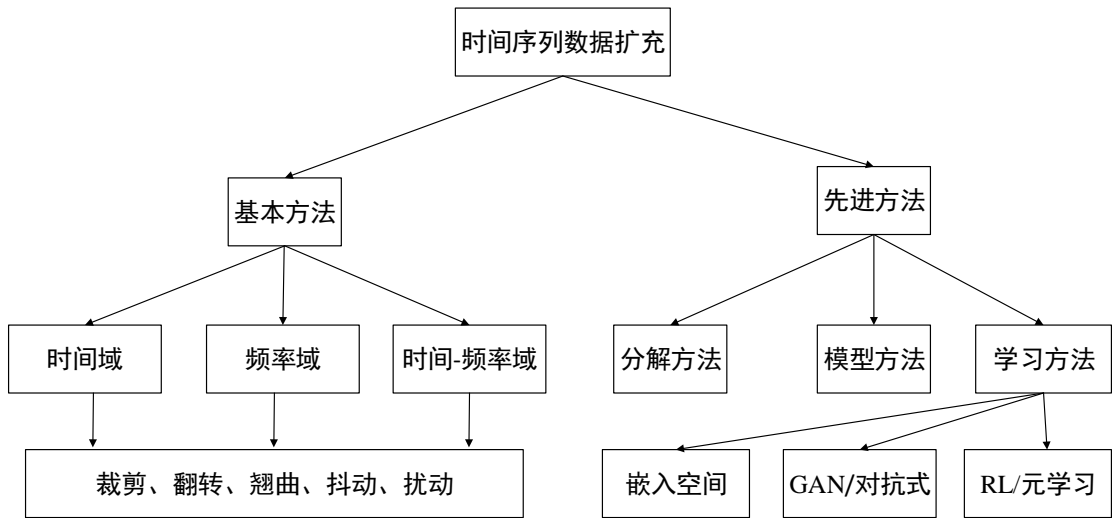 时间序列数据扩充
基本方法
先进方法
时间域
频率域
时间-频率域
分解方法
模型方法
学习方法
裁剪、翻转、翘曲、抖动、扰动
嵌入空间
GAN/对抗式
RL/元学习